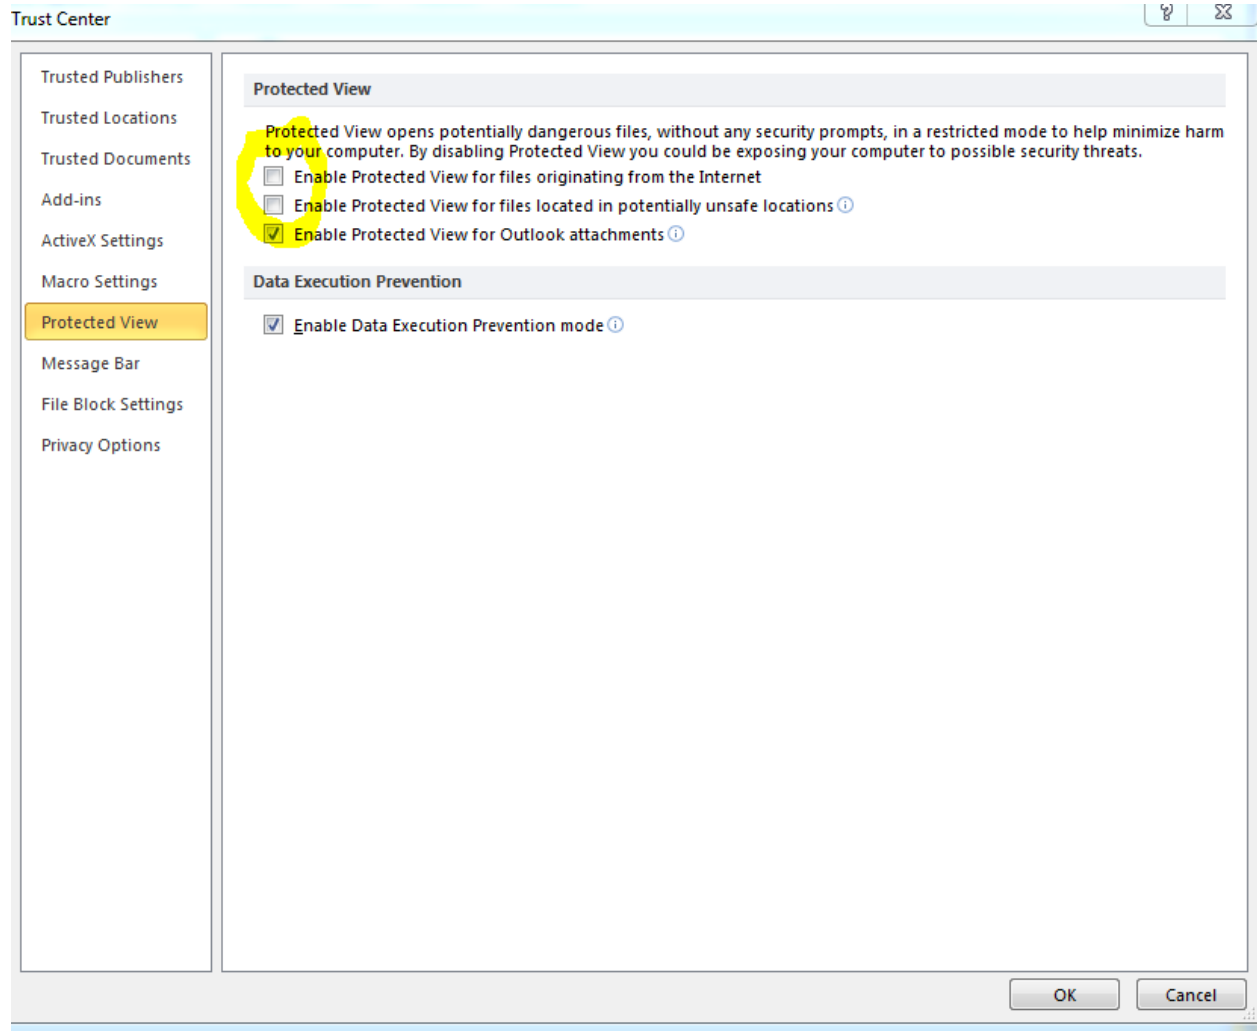 Trust Center
Trusted Publishers
Trusted Locations
Trusted Documents
Add-ins
ActiveX Settings
Macro Settings
Protected View
Message Bar
File Block Settings
Privacy Options
Protected View
Protected View opens potentially dangerous files, without any security prompts, in a restricted mode to help minimize harm
to your computer. By disabling Protected View you could be exposing your computer to possible security threats.
Enable Protected View for files originating from the Internet
Enable Protected View for files located in potentially unsafe locations
Enable Protected View for Outlook attachments
Data Execution Prevention
Enable Data Execution Prevention mode
OK
Cancel